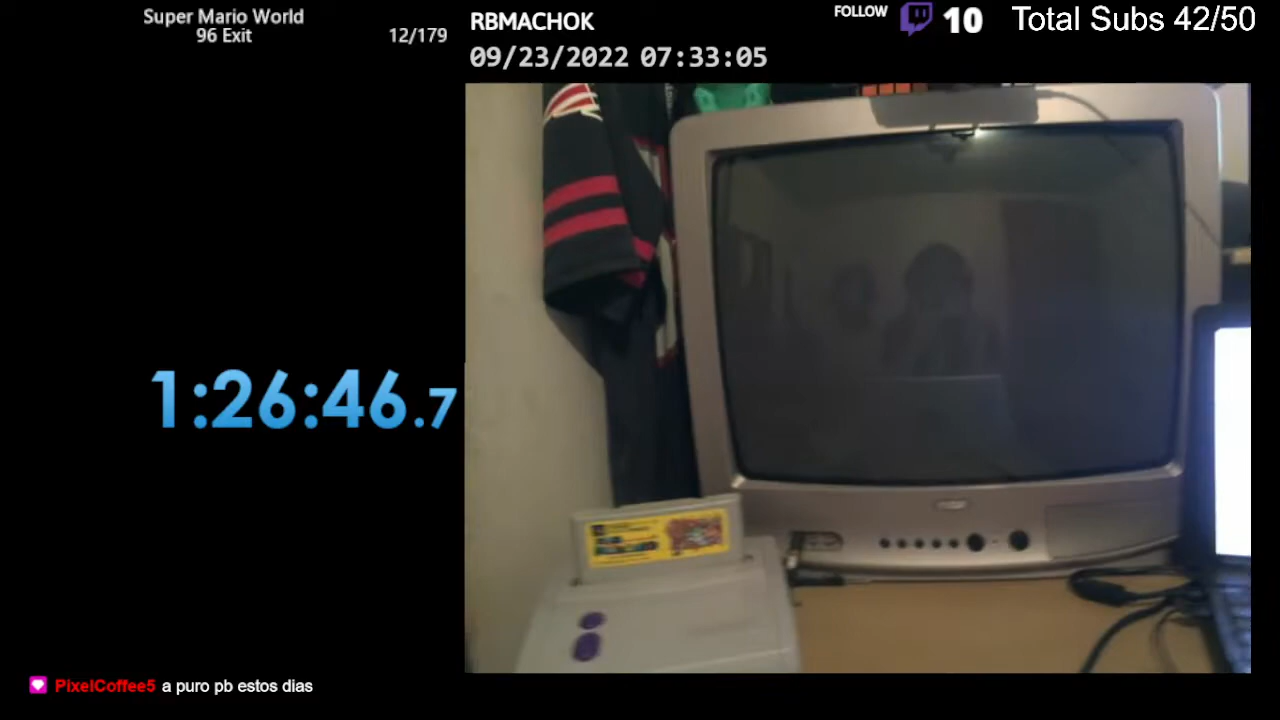 Super Mario World
96 Exit
12/179
RBMACHOK
09/23/2022 07:33:05
FOLLOW
10
Total Subs 42/50
1:26:46.7
PixelCoffee5 a puro pb estos dias